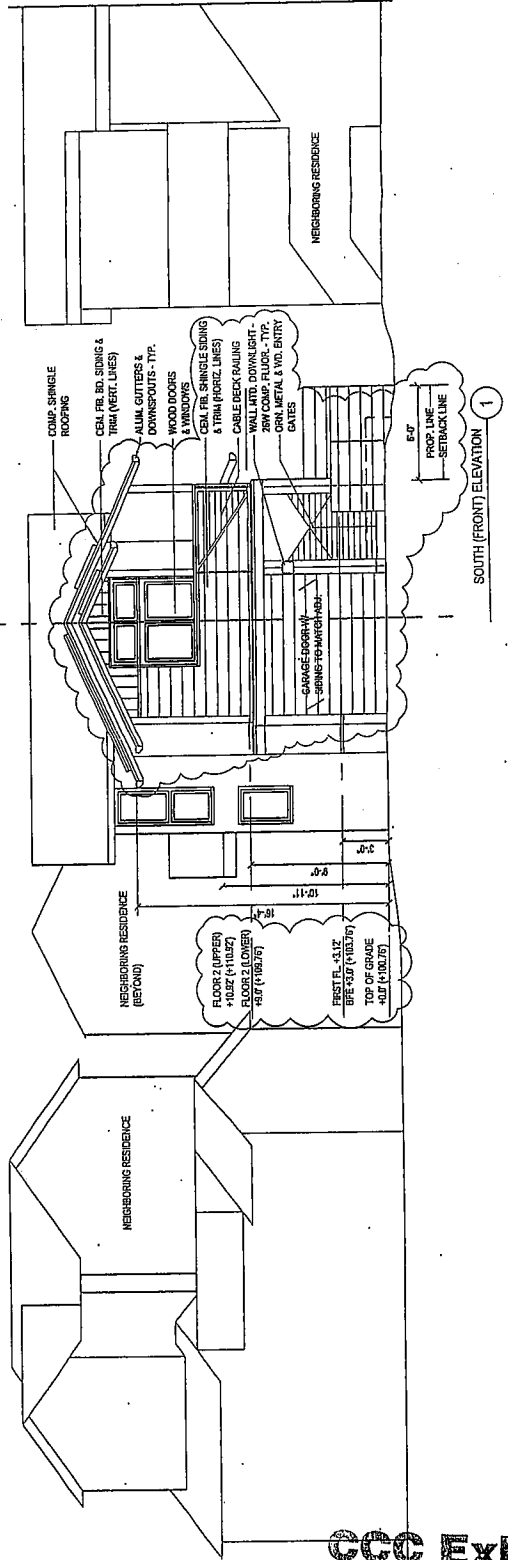 COMP. SHINGLE
ROOFING
CEM. FIB. BD. SIDING &
TRIM (VERT. LINES)
ALUM. GUTTERS &
DOWNSPOUTS - TYP.
WOOD DOORS
& WINDOWS
CEM. FIB. SHINGLE SIDING
& TRIM (HORIZ. LINES)
CABLE DECK RAILING
WALL MTD. DOWNLIGHT -
26W COMP. FLUOR. - TYP.
ORN. METAL & WD. ENTRY
GATES
NEIGHBORING RESIDENCE
NEIGHBORING RESIDENCE
(BEYOND)
NEIGHBORING RESIDENCE
GARAGE DOOR W/
SIDING TO MATCH ADJ.
FLOOR 2 (UPPER)
+10.92' (+110.92')
FLOOR 2 (LOWER)
+9.0' (+109.76')
FIRST FL. +3.12'
BFE +3.0' (+103.76')
TOP OF GRADE
+0.0' (+100.76')
16'-4"
10'-11"
9'-0"
3'-0"
PROP. LINE
SETBACK LINE
SOUTH (FRONT) ELEVATION
1
CCC Ex